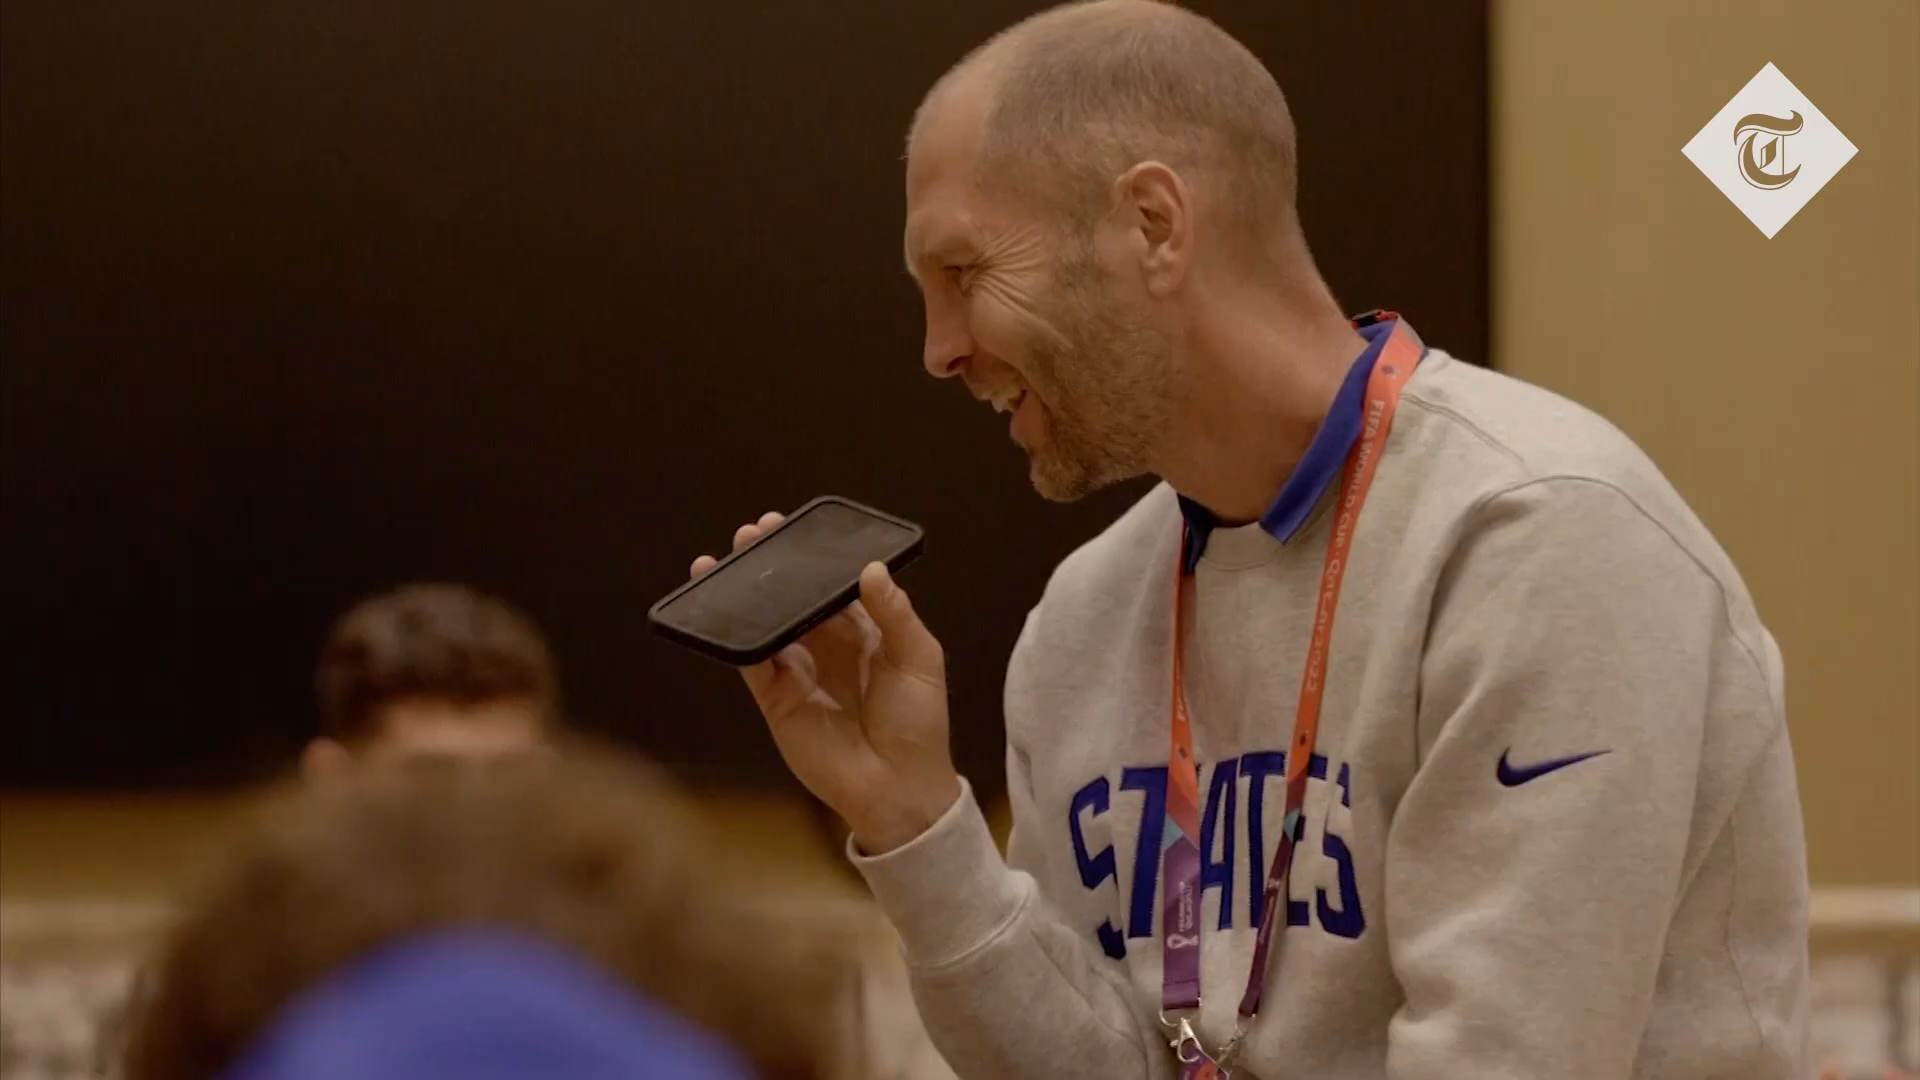 T
FIFA WORLD CUP · QATAR 2022
STATES